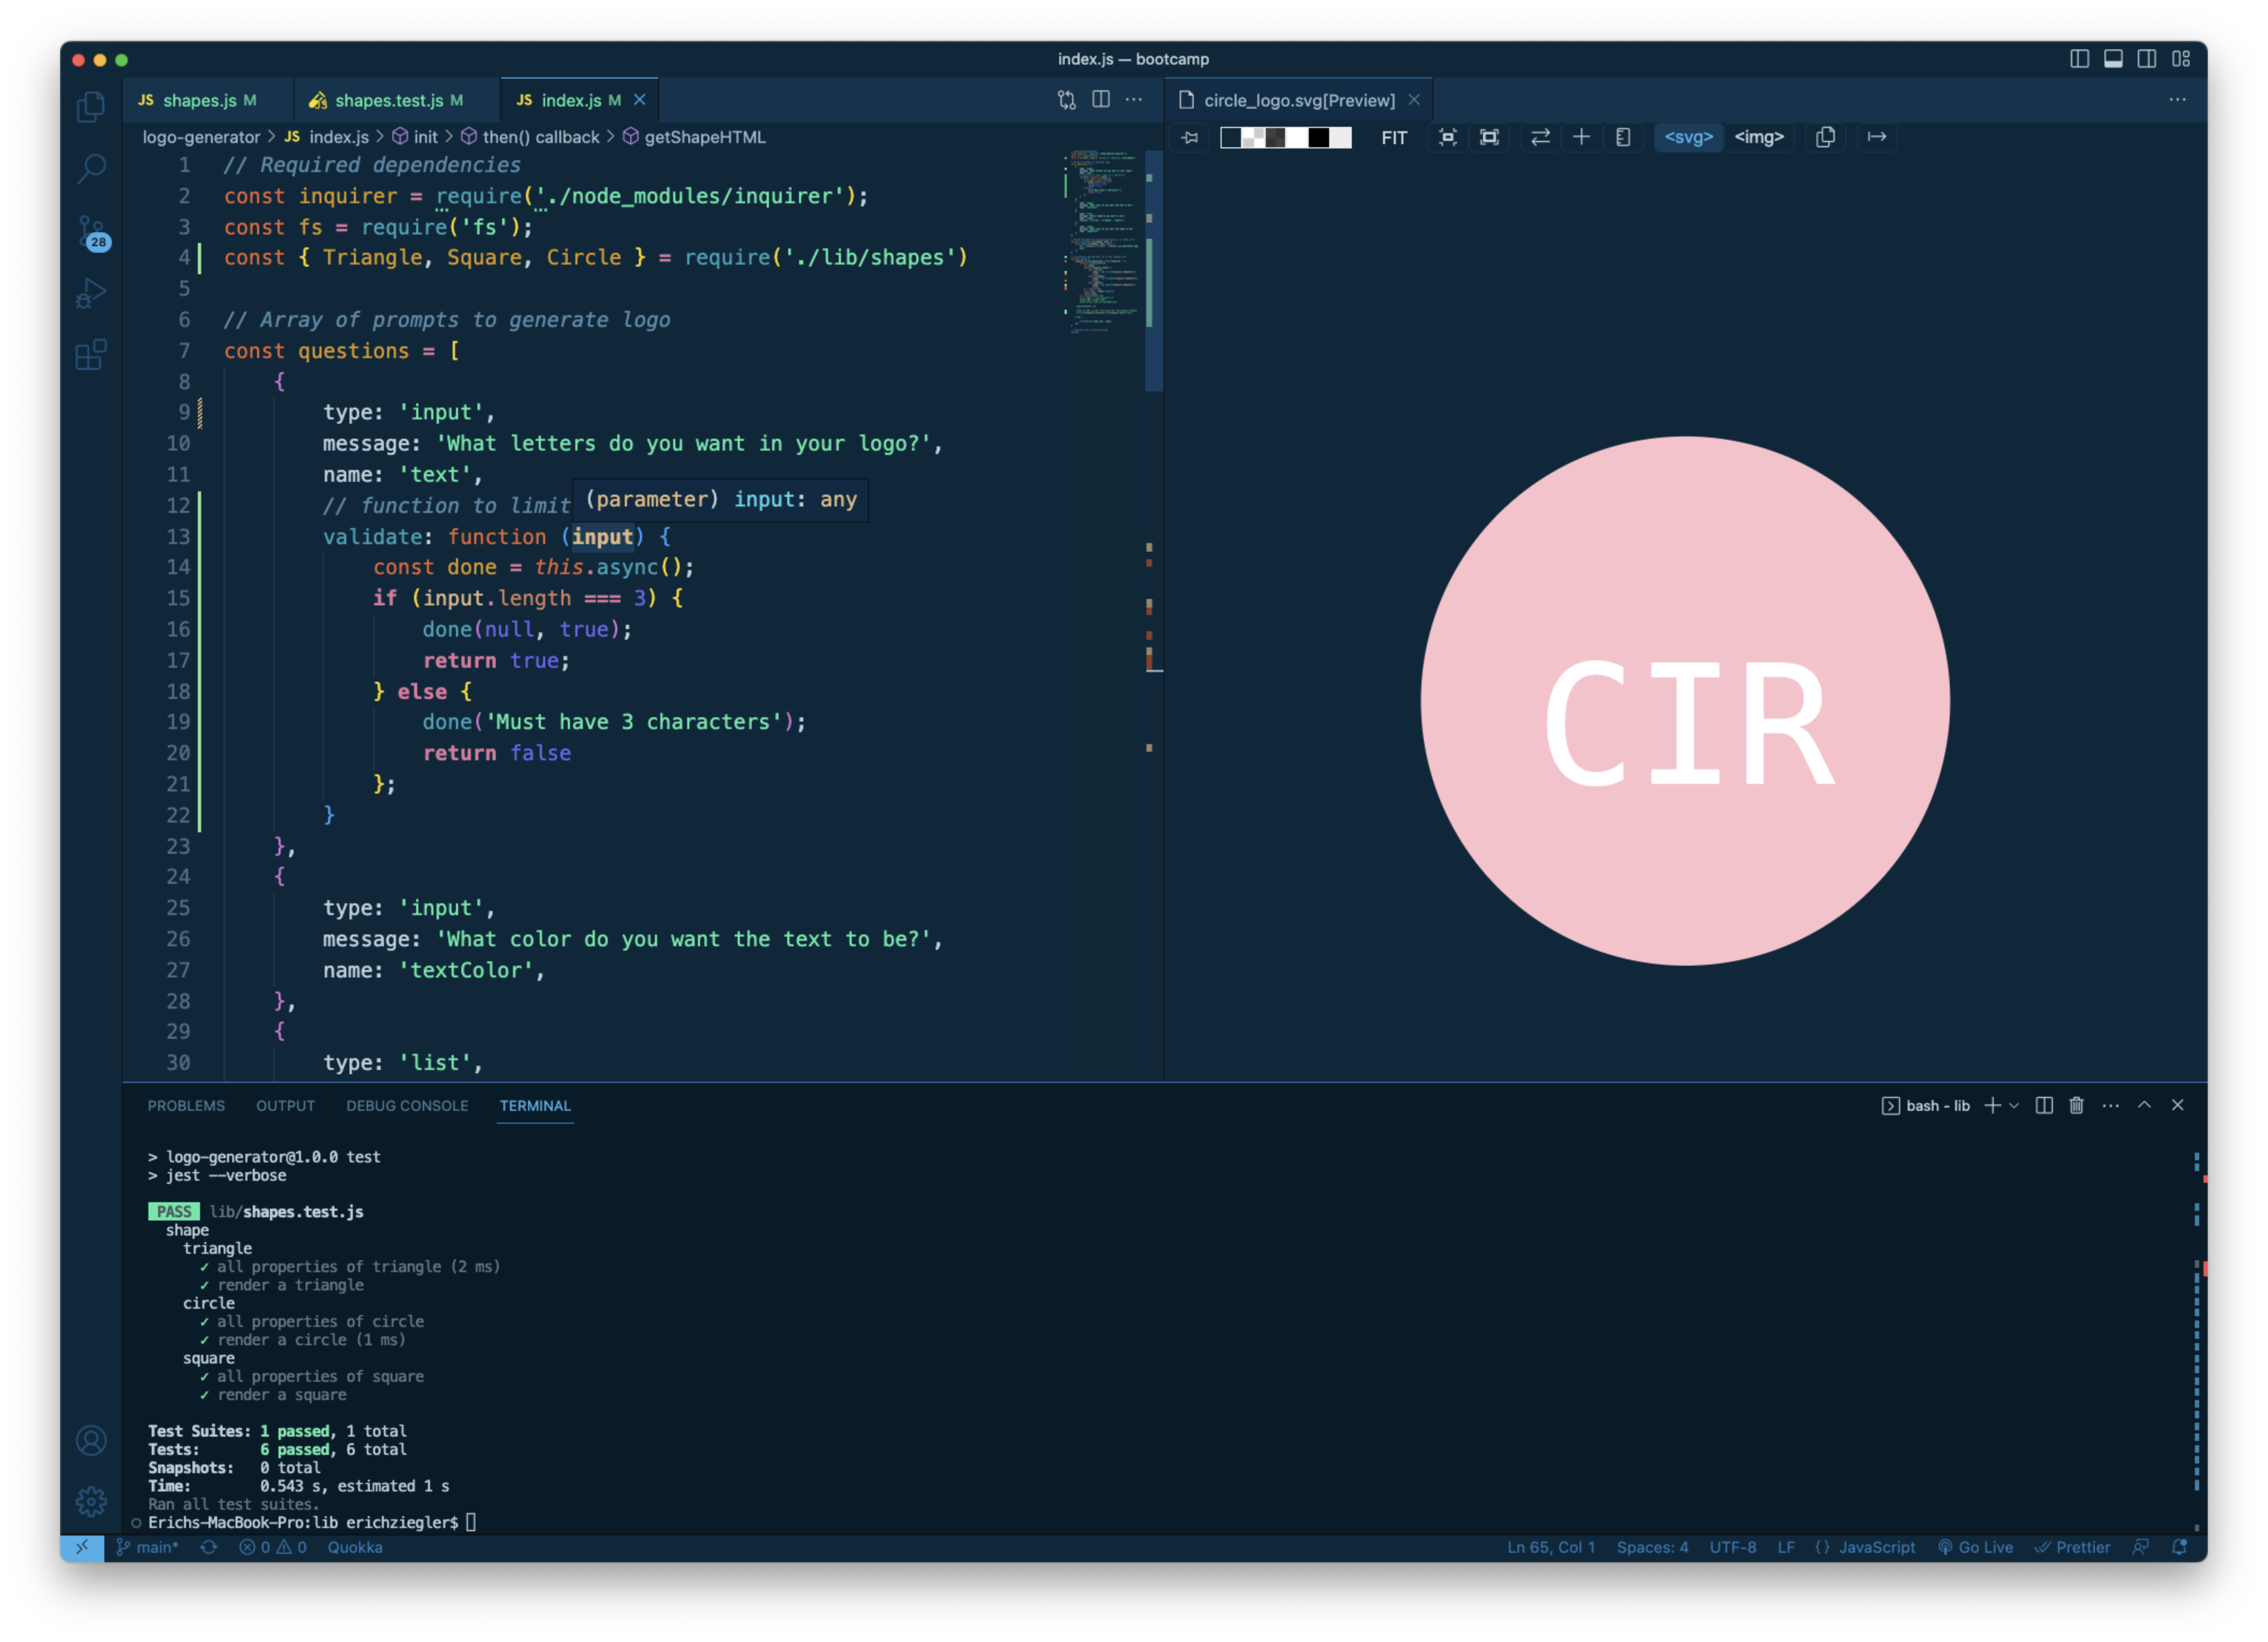 index.js — bootcamp
JS shapes.js M
shapes.test.js M
JS index.js M
circle_logo.svg[Preview]
logo-generator > JS index.js > init > then() callback > getShapeHTML
FIT
<svg>
<img>
28
1 // Required dependencies
2 const inquirer = require('./node_modules/inquirer');
3 const fs = require('fs');
4 const { Triangle, Square, Circle } = require('./lib/shapes')
5
6 // Array of prompts to generate logo
7 const questions = [
8 {
9 type: 'input',
10 message: 'What letters do you want in your logo?',
11 name: 'text',
12 // function to limit
(parameter) input: any
13 validate: function (input) {
14 const done = this.async();
15 if (input.length === 3) {
16 done(null, true);
17 return true;
18 } else {
19 done('Must have 3 characters');
20 return false
21 };
22 }
23 },
24 {
25 type: 'input',
26 message: 'What color do you want the text to be?',
27 name: 'textColor',
28 },
29 {
30 type: 'list',
CIR
PROBLEMS OUTPUT DEBUG CONSOLE TERMINAL
bash - lib
> logo-generator@1.0.0 test
> jest --verbose
PASS lib/shapes.test.js
shape
triangle
✓ all properties of triangle (2 ms)
✓ render a triangle
circle
✓ all properties of circle
✓ render a circle (1 ms)
square
✓ all properties of square
✓ render a square
Test Suites: 1 passed, 1 total
Tests: 6 passed, 6 total
Snapshots: 0 total
Time: 0.543 s, estimated 1 s
Ran all test suites.
Erichs-MacBook-Pro:lib erichziegler$
main* 0 0 Quokka
Ln 65, Col 1 Spaces: 4 UTF-8 LF {} JavaScript Go Live Prettier